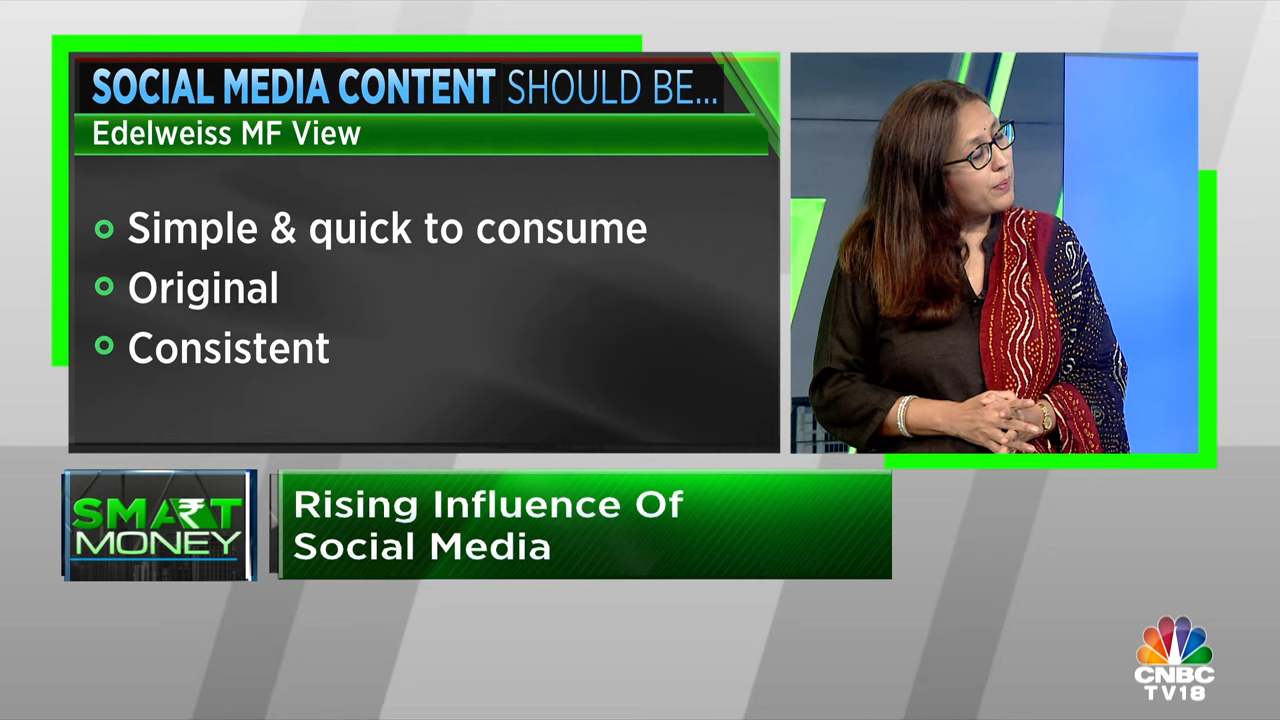 SOCIAL MEDIA CONTENT SHOULD BE...
Edelweiss MF View
Simple & quick to consume
Original
Consistent
SMART
MONEY
Rising Influence Of
Social Media
CNBC
TV18